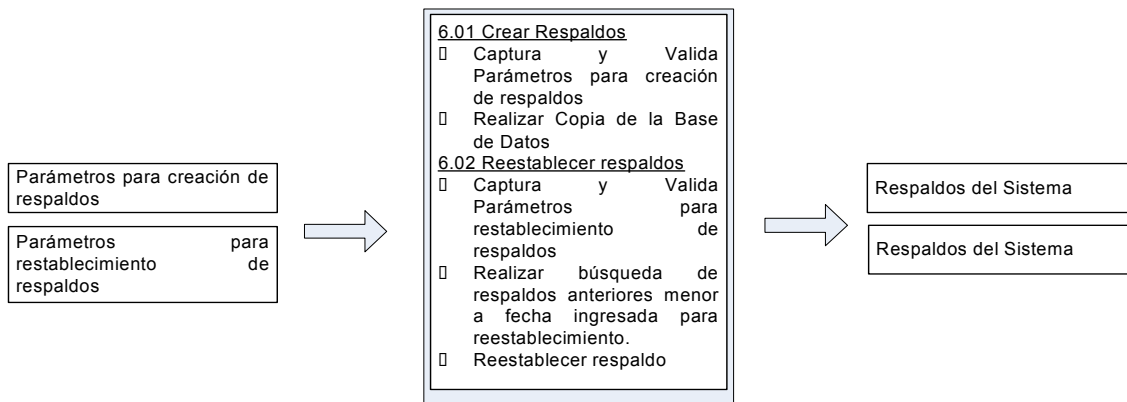 Parámetros para creación de
respaldos
Parámetros para
restablecimiento de
respaldos
6.01 Crear Respaldos
Captura y Valida
Parámetros para creación
de respaldos
Realizar Copia de la Base
de Datos
6.02 Reestablecer respaldos
Captura y Valida
Parámetros para
restablecimiento de
respaldos
Realizar búsqueda de
respaldos anteriores menor
a fecha ingresada para
reestablecimiento.
Reestablecer respaldo
Respaldos del Sistema
Respaldos del Sistema